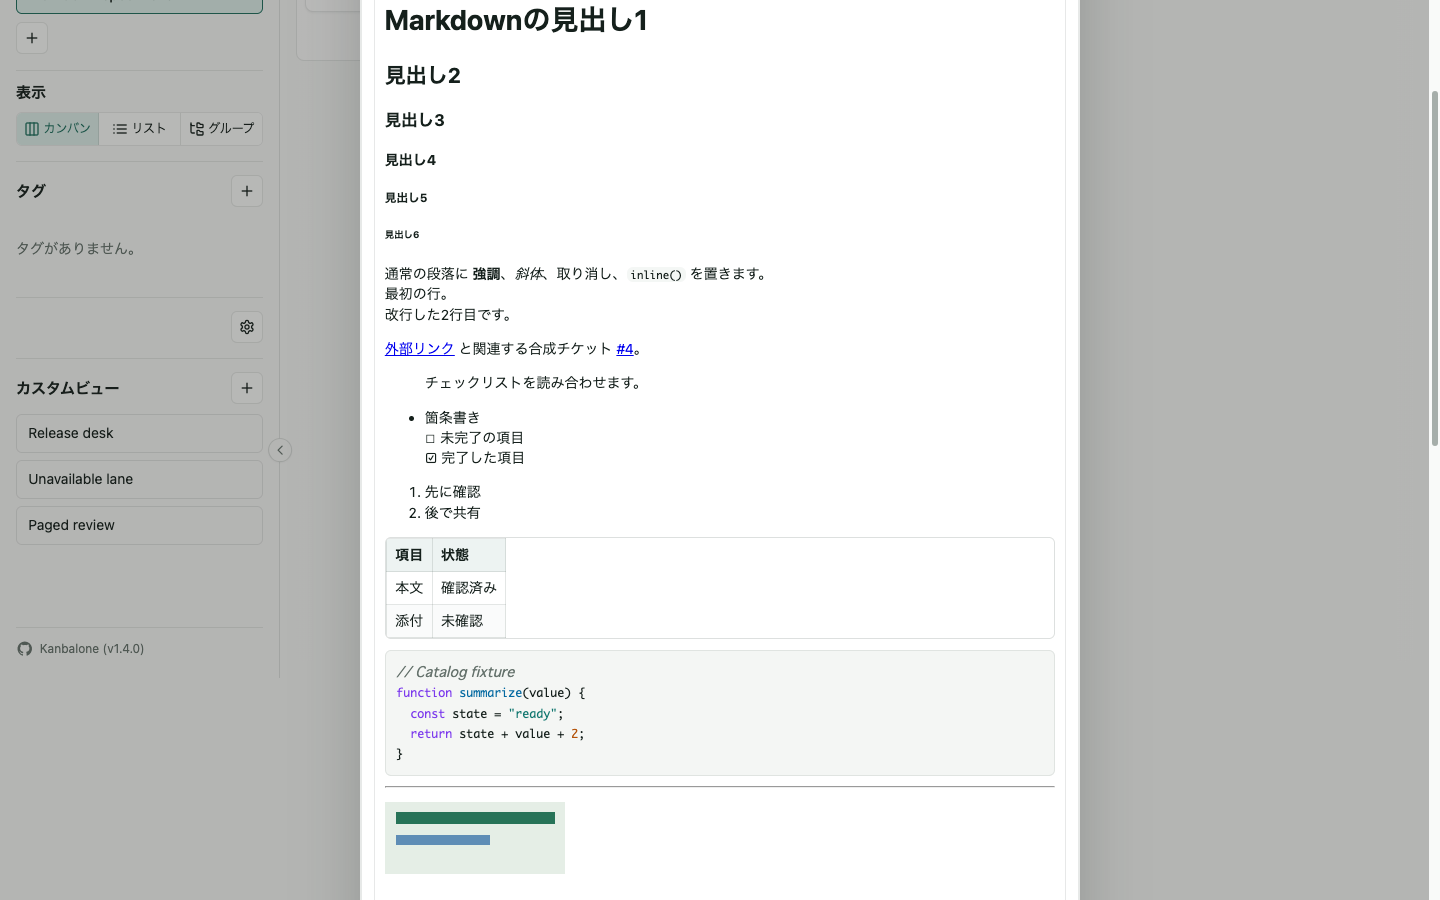 表示
カンバン
リスト
グループ
タグ
タグがありません。
カスタムビュー
Release desk
Unavailable lane
Paged review
Kanbalone (v1.4.0)
Markdownの見出し1
見出し2
見出し3
見出し4
見出し5
見出し6
通常の段落に 強調、斜体、取り消し、 inline() を置きます。
最初の行。
改行した2行目です。
外部リンク と関連する合成チケット #4。
チェックリストを読み合わせます。
箇条書き
未完了の項目
完了した項目
1. 先に確認
2. 後で共有
項目 状態
本文 確認済み
添付 未確認
// Catalog fixture
function summarize(value) {
const state = "ready";
return state + value + 2;
}